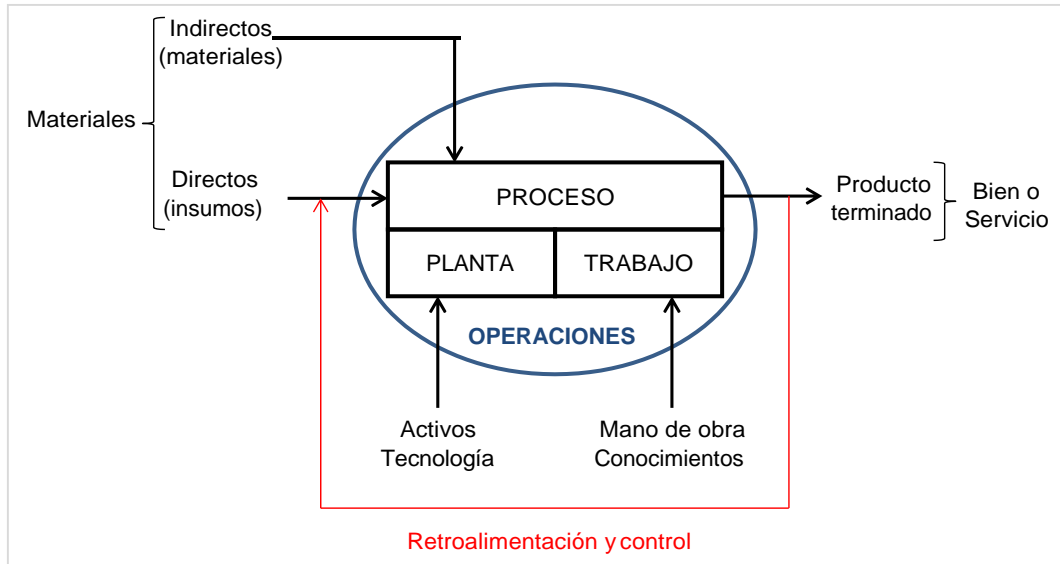 Indirectos
(materiales)
Materiales
Directos
(insumos)
PROCESO
PLANTA
TRABAJO
OPERACIONES
Producto
terminado
Bien o
Servicio
Activos
Tecnología
Mano de obra
Conocimientos
Retroalimentación y control